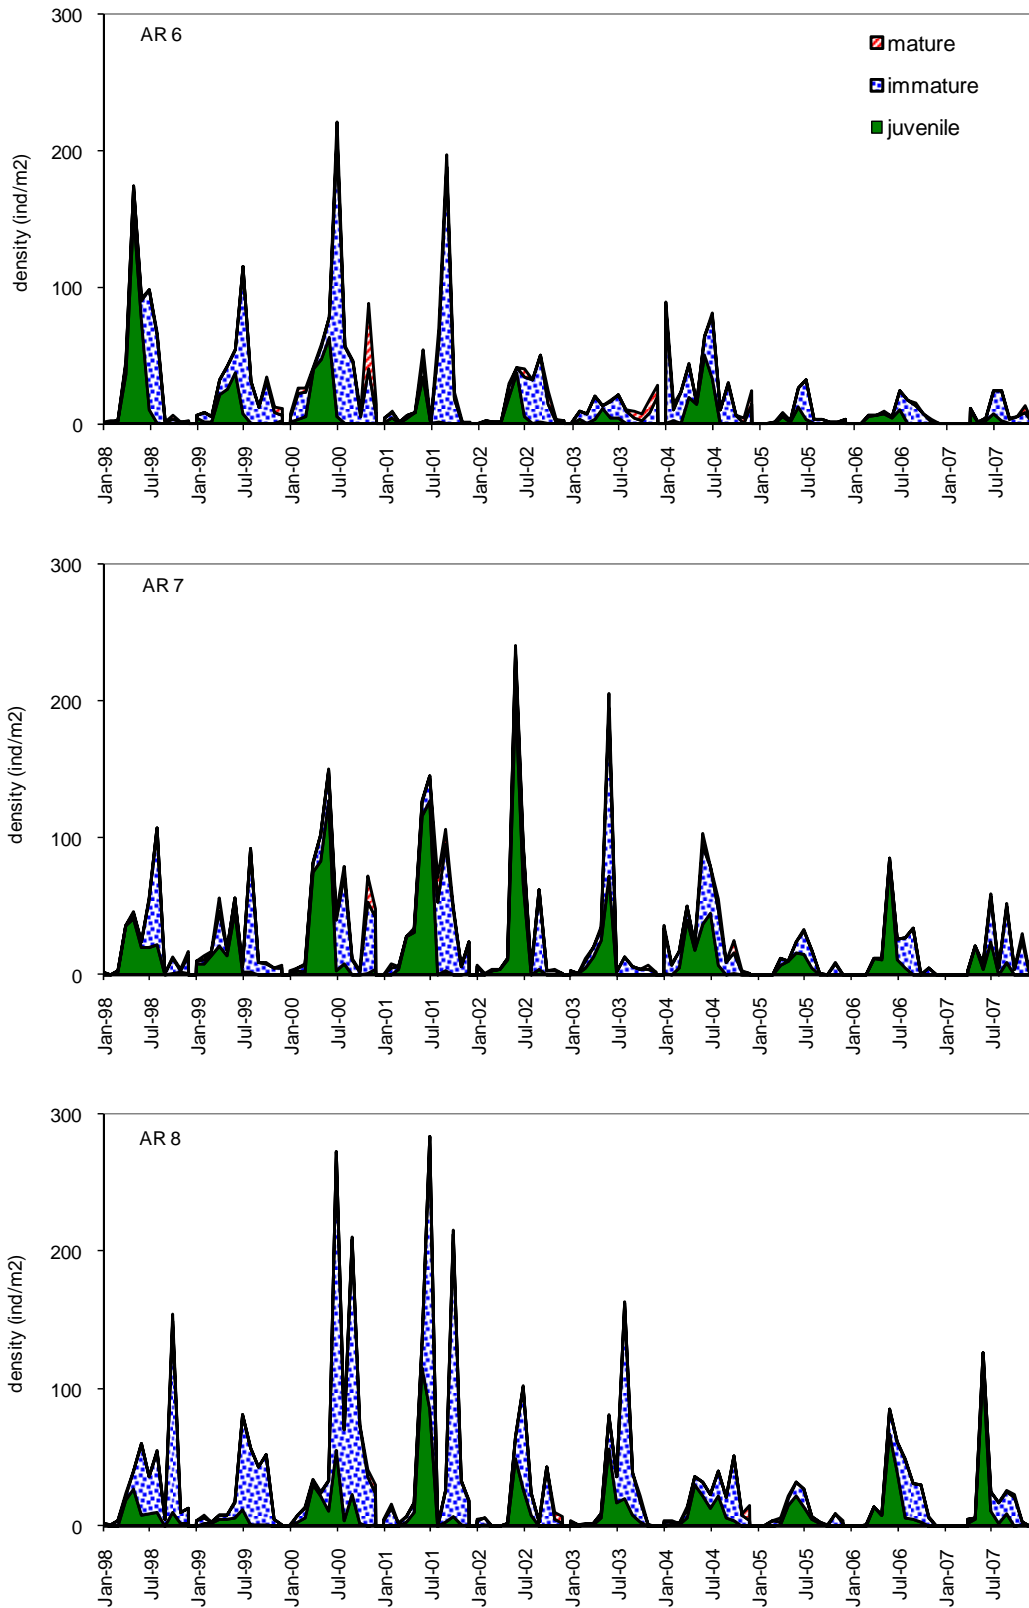 300
AR 6
mature
immature
juvenile
200
100
0
density (ind/m2)
Jan-98
Jul-98
Jan-99
Jul-99
Jan-00
Jul-00
Jan-01
Jul-01
Jan-02
Jul-02
Jan-03
Jul-03
Jan-04
Jul-04
Jan-05
Jul-05
Jan-06
Jul-06
Jan-07
Jul-07
300
AR 7
200
100
0
density (ind/m2)
Jan-98
Jul-98
Jan-99
Jul-99
Jan-00
Jul-00
Jan-01
Jul-01
Jan-02
Jul-02
Jan-03
Jul-03
Jan-04
Jul-04
Jan-05
Jul-05
Jan-06
Jul-06
Jan-07
Jul-07
300
AR 8
200
100
0
density (ind/m2)
Jan-98
Jul-98
Jan-99
Jul-99
Jan-00
Jul-00
Jan-01
Jul-01
Jan-02
Jul-02
Jan-03
Jul-03
Jan-04
Jul-04
Jan-05
Jul-05
Jan-06
Jul-06
Jan-07
Jul-07